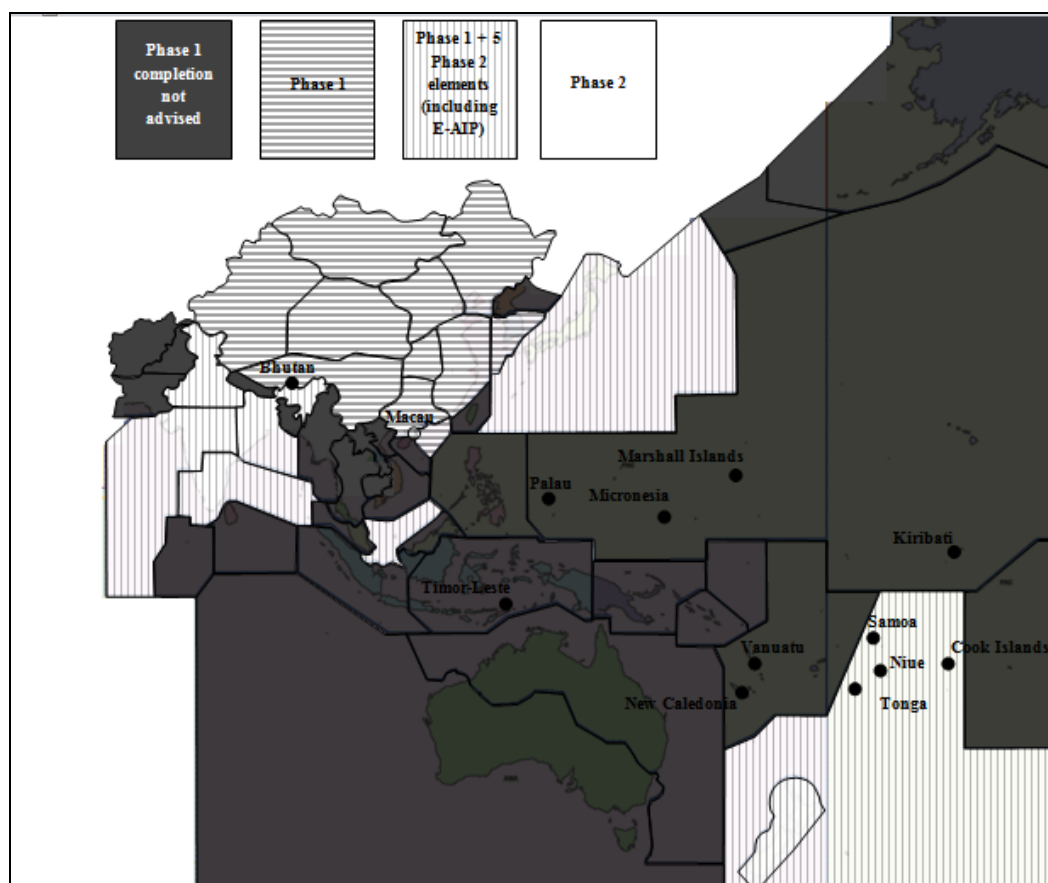 Phase 1
completion
not
advised
Phase 1
Phase 1 + 5
Phase 2
elements
(including
E-AIP)
Phase 2
Bhutan
Macau
Marshall Islands
Palau
Micronesia
Kiribati
Timor-Leste
Samoa
Vanuatu
Niue
Cook Islands
New Caledonia
Tonga